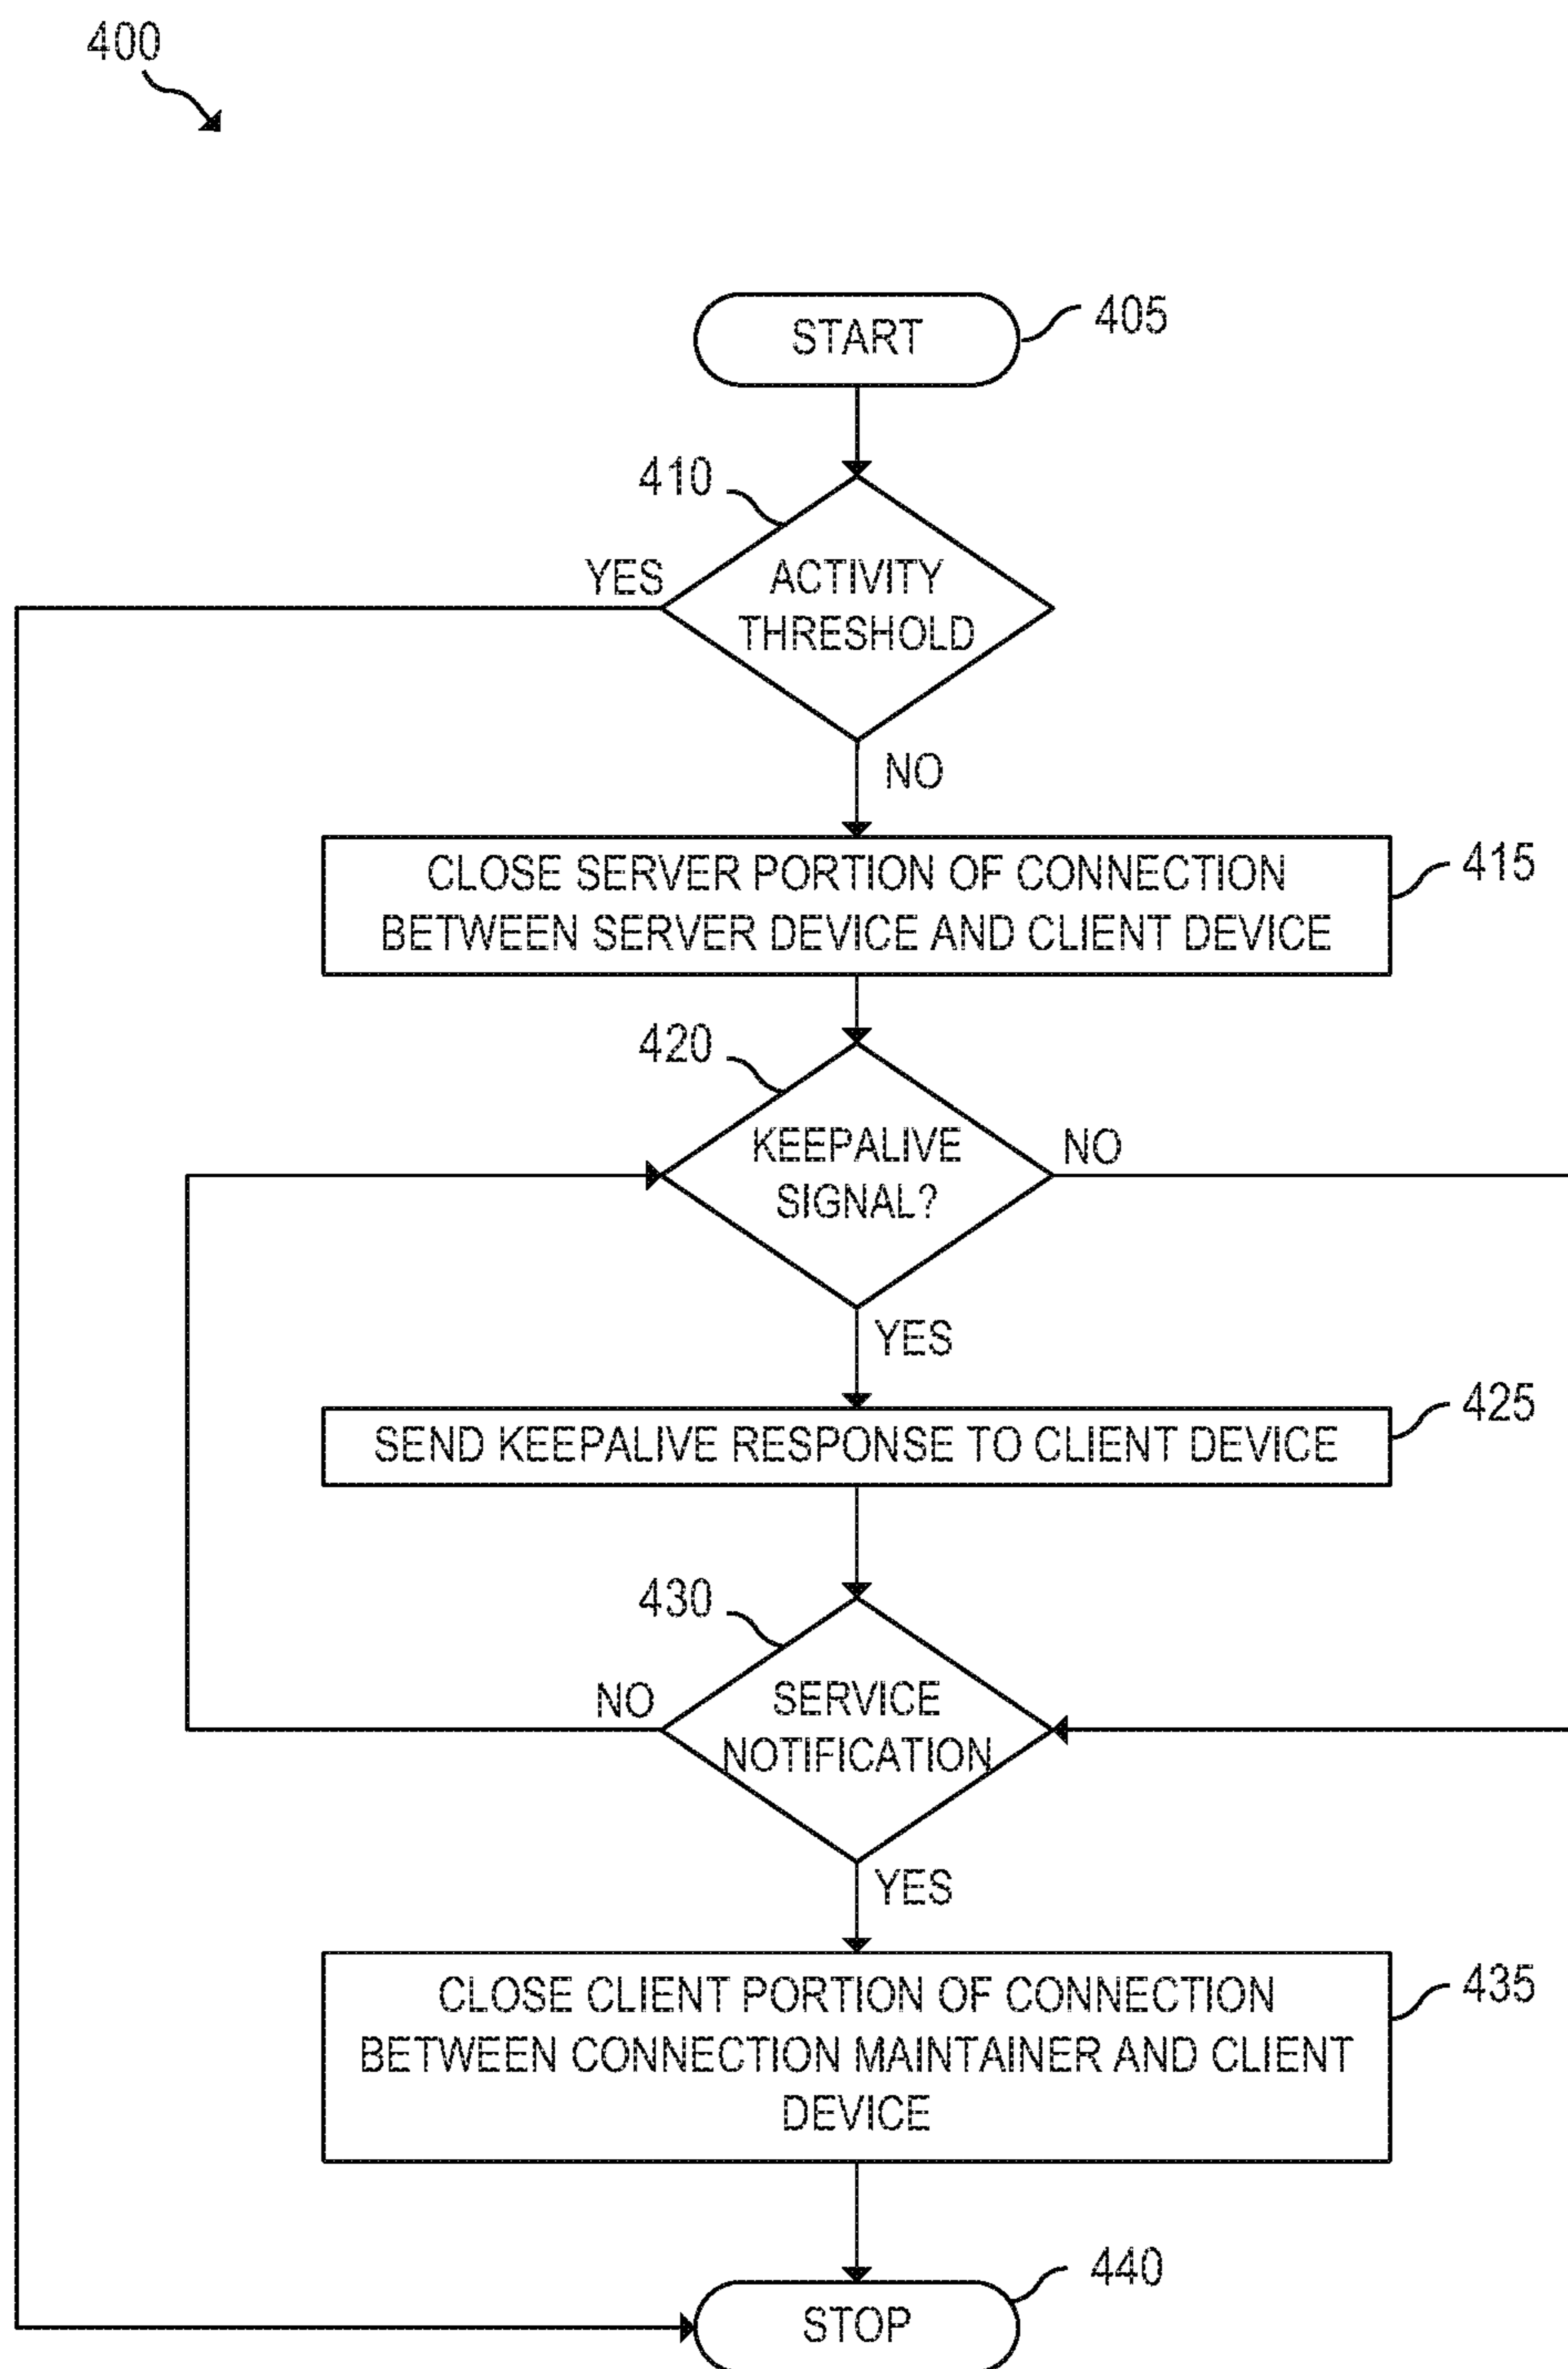 400
START
405
410
YES
ACTIVITY
THRESHOLD
NO
CLOSE SERVER PORTION OF CONNECTION
BETWEEN SERVER DEVICE AND CLIENT DEVICE
415
420
KEEPALIVE
SIGNAL?
NO
YES
SEND KEEPALIVE RESPONSE TO CLIENT DEVICE
425
430
NO
SERVICE
NOTIFICATION
YES
CLOSE CLIENT PORTION OF CONNECTION
BETWEEN CONNECTION MAINTAINER AND CLIENT
DEVICE
435
440
STOP